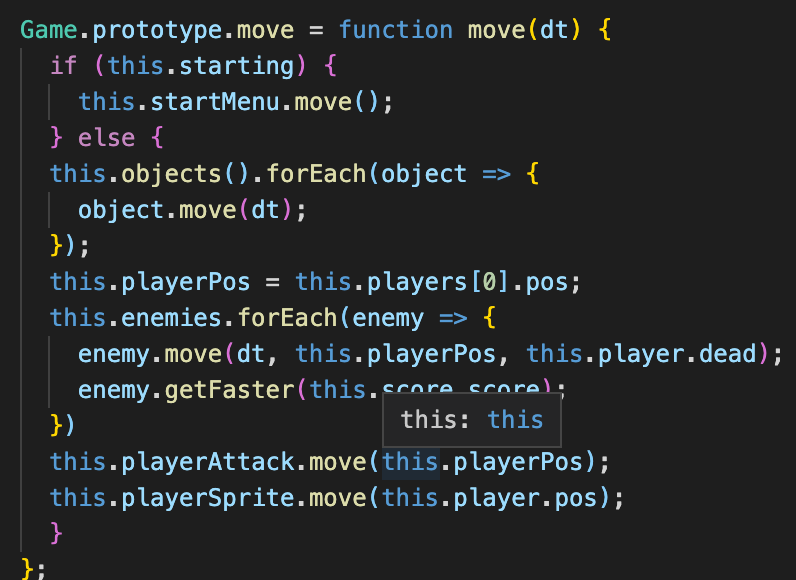 Game.prototype.move = function move(dt) {
if (this.starting) {
this.startMenu.move();
} else {
this.objects().forEach(object => {
object.move(dt);
});
this.playerPos = this.players[0].pos;
this.enemies.forEach(enemy => {
enemy.move(dt, this.playerPos, this.player.dead);
enemy.getFaster(this.score.score);
})
this: this
this.playerAttack.move(this.playerPos);
this.playerSprite.move(this.player.pos);
}
};